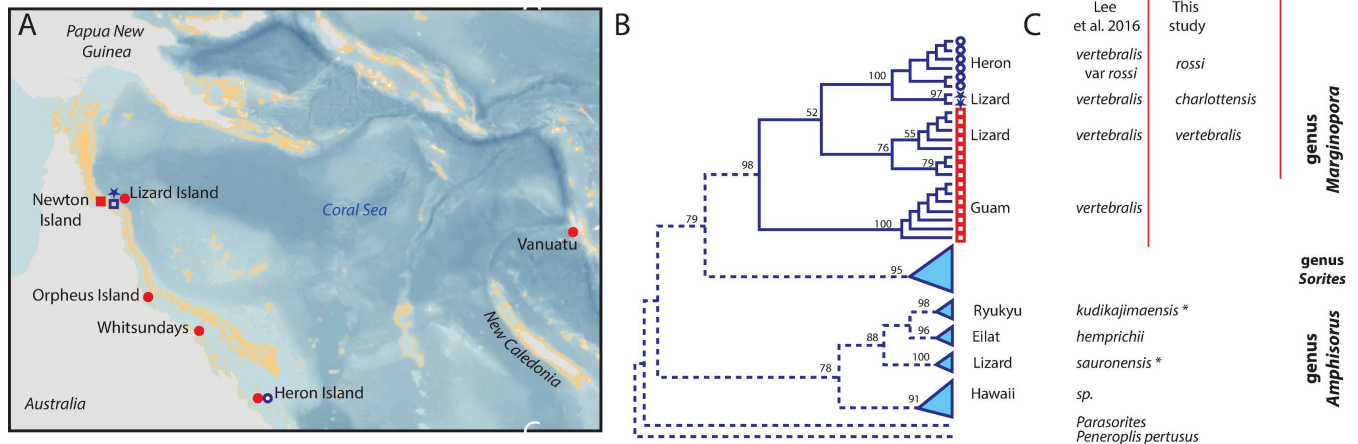 A
Papua New
Guinea
Newton
Island
Lizard Island
Coral Sea
Vanuatu
Orpheus Island
Whitsundays
New Caledonia
Heron Island
Australia
B
98
79
52
100
97
76
55
79
100
95
78
88
98
96
100
91
Heron
Lizard
Lizard
Guam
Ryukyu
Eilat
Lizard
Hawaii
C
Lee
et al. 2016
This
study
vertebralis
var rossi
rossi
vertebralis
charlottensis
vertebralis
vertebralis
vertebralis
kudikajimaensis *
hemprichii
sauronensis *
sp.
Parasorites
Peneroplis pertusus
genus
Marginopora
genus
Sorites
genus
Amphisorus